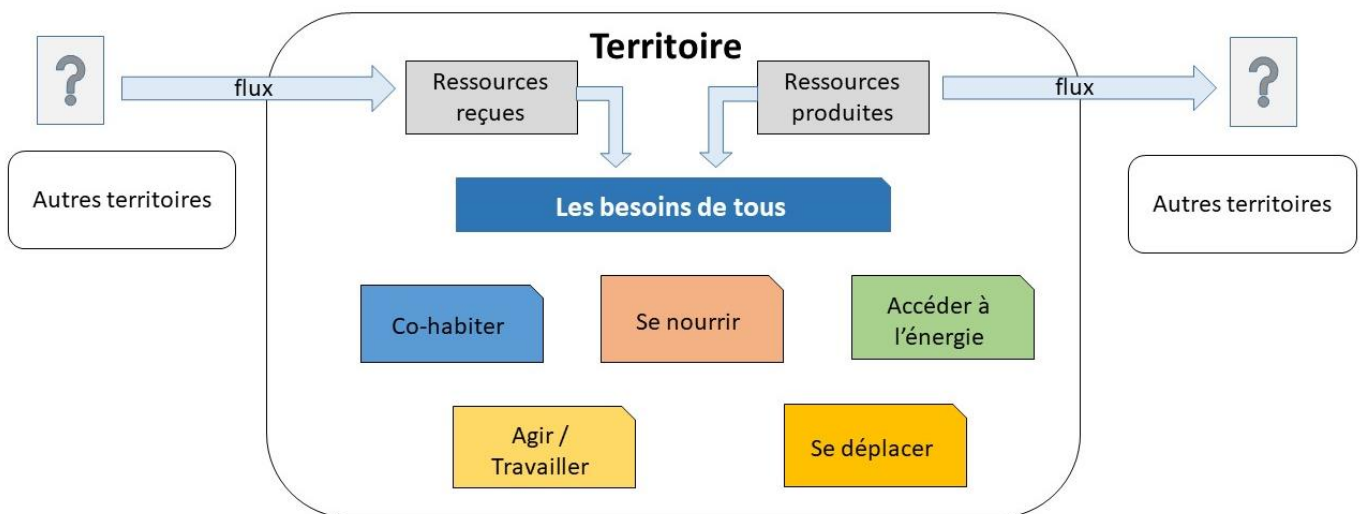 Territoire
?
flux
Ressources
reçues
Ressources
produites
flux
?
Autres territoires
Les besoins de tous
Autres territoires
Co-habiter
Se nourrir
Accéder à
l'énergie
Agir /
Travailler
Se déplacer